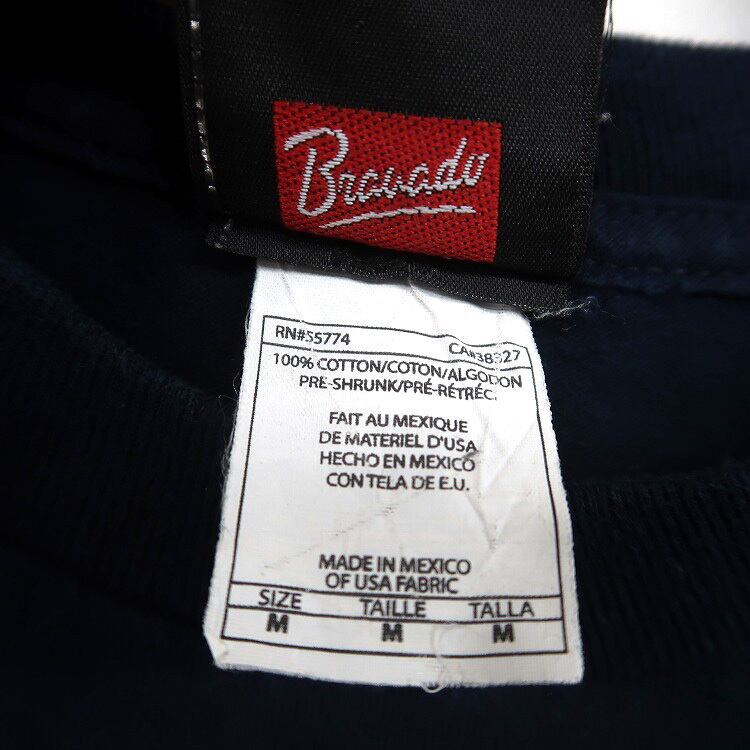 Bravado
RN#55774 CA#38327
100% COTTON/COTON/ALGODON
PRE-SHRUNK/PRÉ-RÉTRÉC.
FAIT AU MEXIQUE
DE MATERIEL D'USA
HECHO EN MEXICO
CON TELA DE E.U.
MADE IN MEXICO
OF USA FABRIC
SIZE TAILLE TALLA
M M M